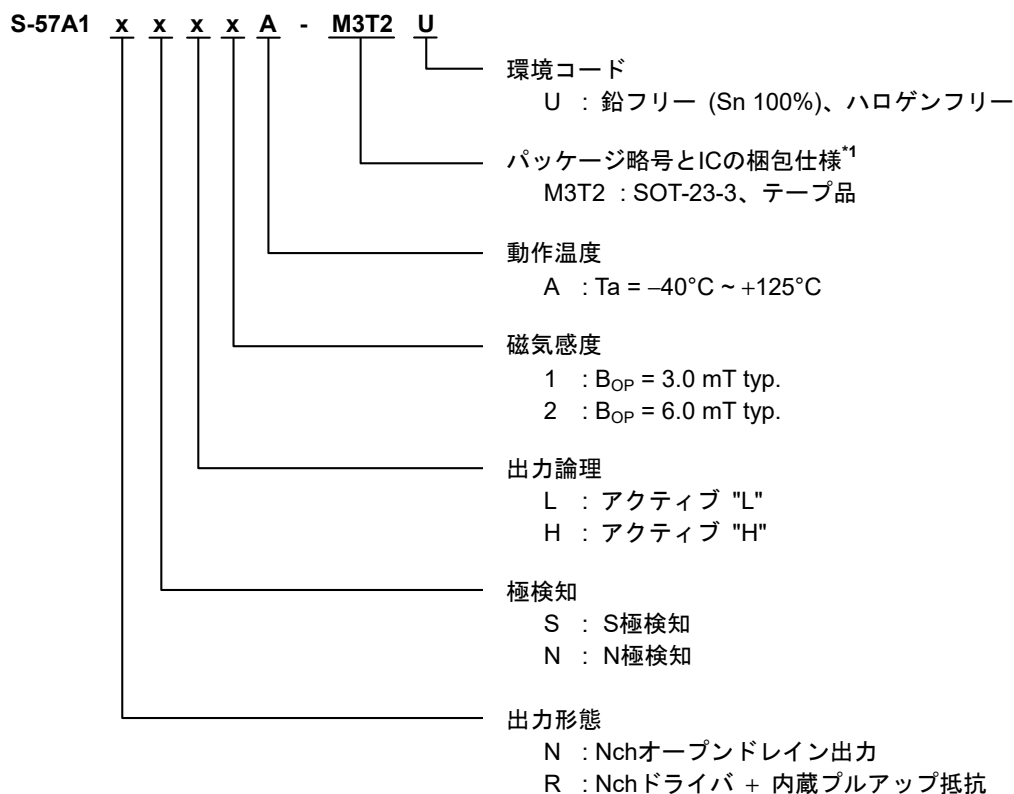 S-57A1 x x x x A - M3T2 U
環境コード
U : 鉛フリー (Sn 100%)、ハロゲンフリー
パッケージ略号とICの梱包仕様*1
M3T2 : SOT-23-3、テープ品
動作温度
A : Ta = −40°C ~ +125°C
磁気感度
1 : BOP = 3.0 mT typ.
2 : BOP = 6.0 mT typ.
出力論理
L : アクティブ "L"
H : アクティブ "H"
極検知
S : S極検知
N : N極検知
出力形態
N : Nchオープンドレイン出力
R : Nchドライバ + 内蔵プルアップ抵抗